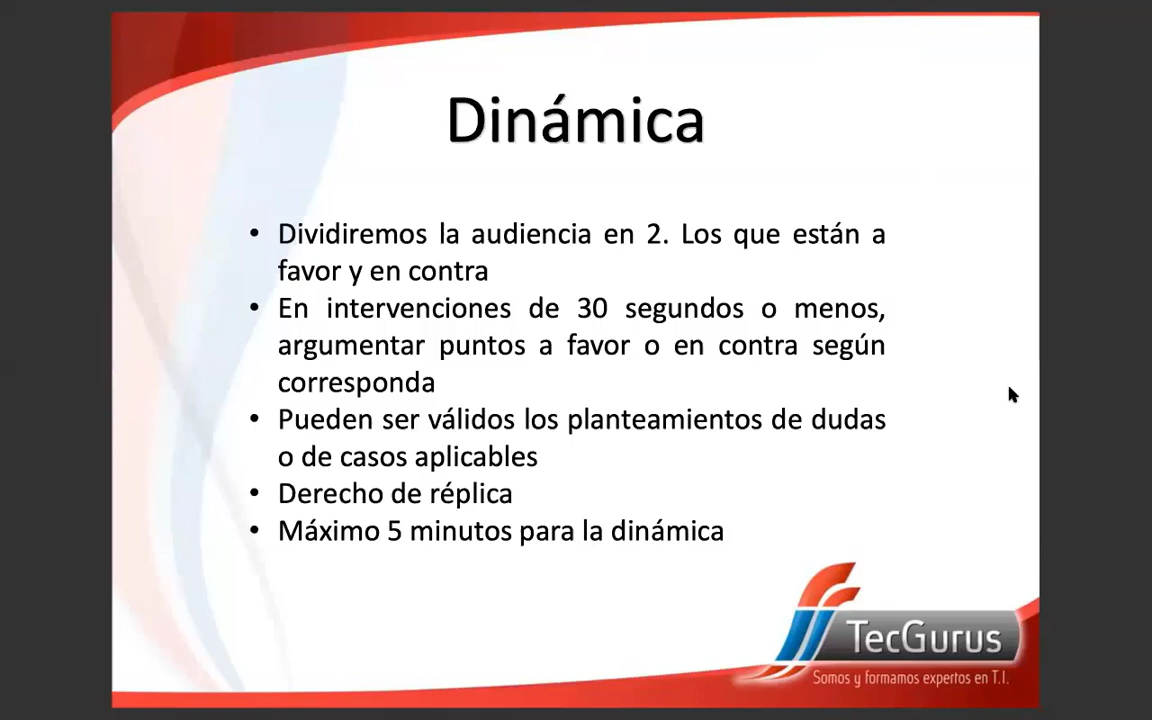 Dinámica
• Dividiremos la audiencia en 2. Los que están a
favor y en contra
• En intervenciones de 30 segundos o menos,
argumentar puntos a favor o en contra según
corresponda
• Pueden ser válidos los planteamientos de dudas
o de casos aplicables
• Derecho de réplica
• Máximo 5 minutos para la dinámica
TecGurus
Somos y formamos expertos en T.I.